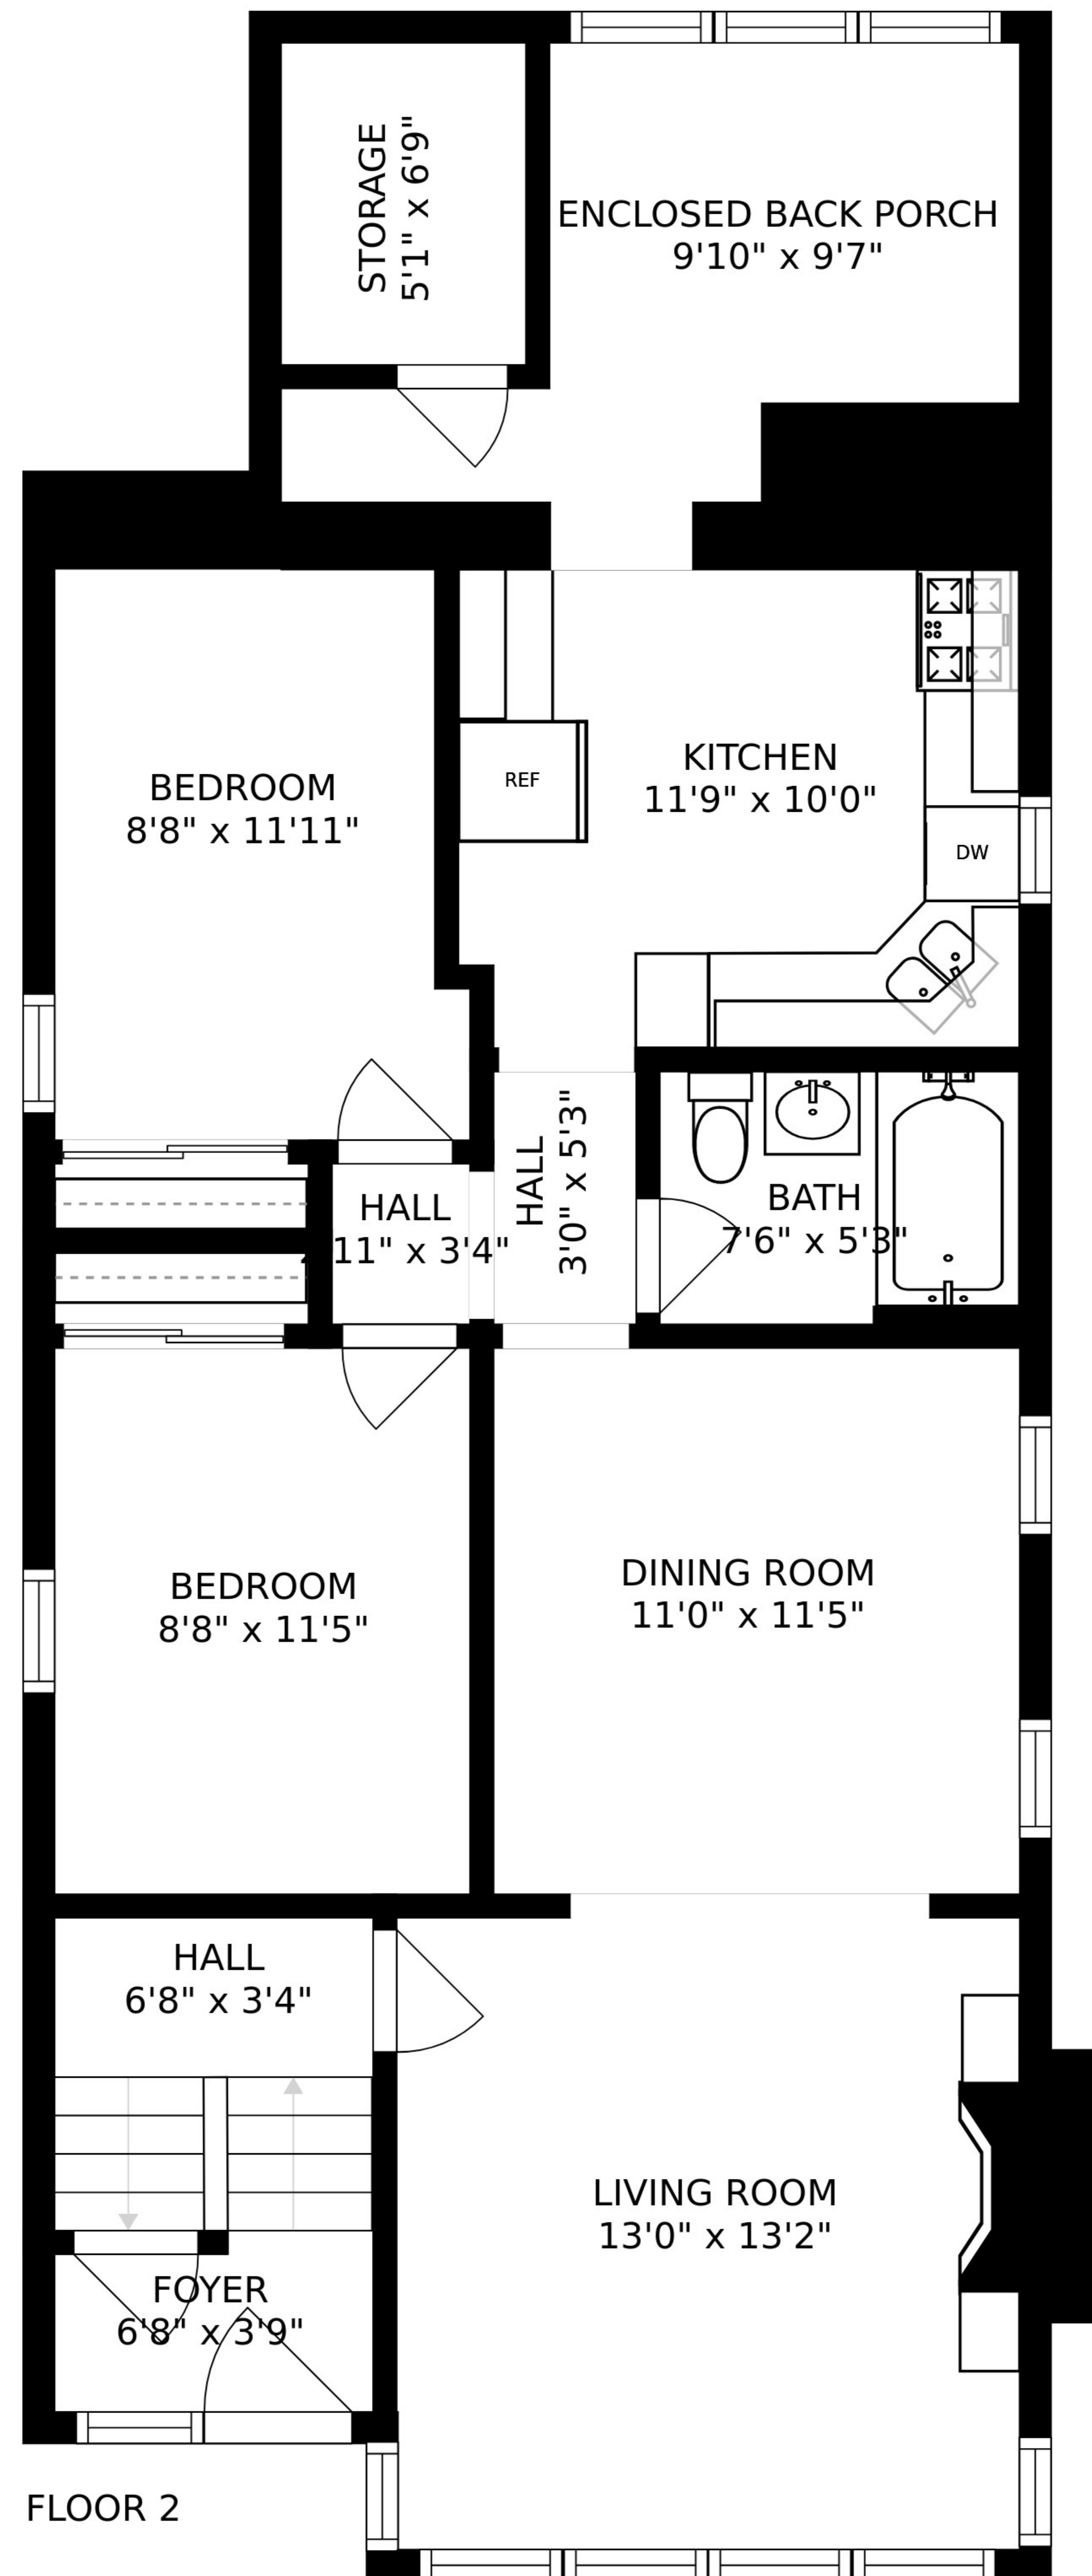 STORAGE
5'1" x 6'9"
ENCLOSED BACK PORCH
9'10" x 9'7"
BEDROOM
8'8" x 11'11"
REF
KITCHEN
11'9" x 10'0"
DW
HALL
11" x 3'4"
HALL
3'0" x 5'3"
BATH
7'6" x 5'3"
BEDROOM
8'8" x 11'5"
DINING ROOM
11'0" x 11'5"
HALL
6'8" x 3'4"
LIVING ROOM
13'0" x 13'2"
FOYER
6'8" x 3'9"
FLOOR 2